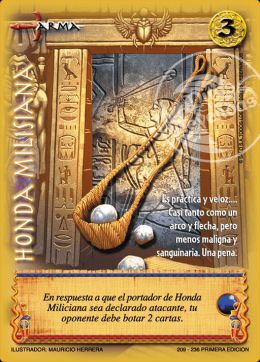 ARMA
3
HONDA MILICIANA
Es práctica y veloz....
Casi tanto como un
arco y flecha, pero
menos maligna y
sanguinaria. Una pena.
En respuesta a que el portador de Honda
Miliciana sea declarado atacante, tu
oponente debe botar 2 cartas.
ILUSTRADOR: MAURICIO HERRERA
209 - 236 PRIMERA EDICION